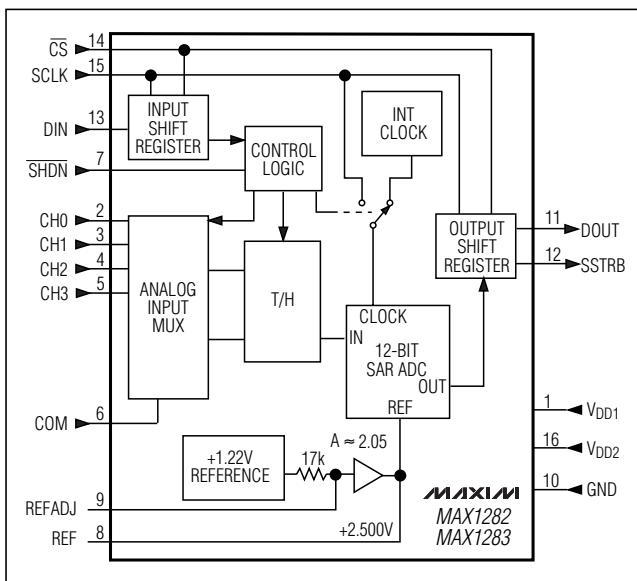 CS 14
SCLK 15
DIN 13
SHDN 7
CH0 2
CH1 3
CH2 4
CH3 5
COM 6
REFADJ 9
REF 8
INPUT
SHIFT
REGISTER
CONTROL
LOGIC
INT
CLOCK
OUTPUT
SHIFT
REGISTER
11 DOUT
12 SSTRB
ANALOG
INPUT
MUX
T/H
CLOCK
IN
12-BIT
SAR ADC
OUT
REF
+1.22V
REFERENCE
17k
A ≈ 2.05
+2.500V
1 VDD1
16 VDD2
10 GND
MAXIM
MAX1282
MAX1283